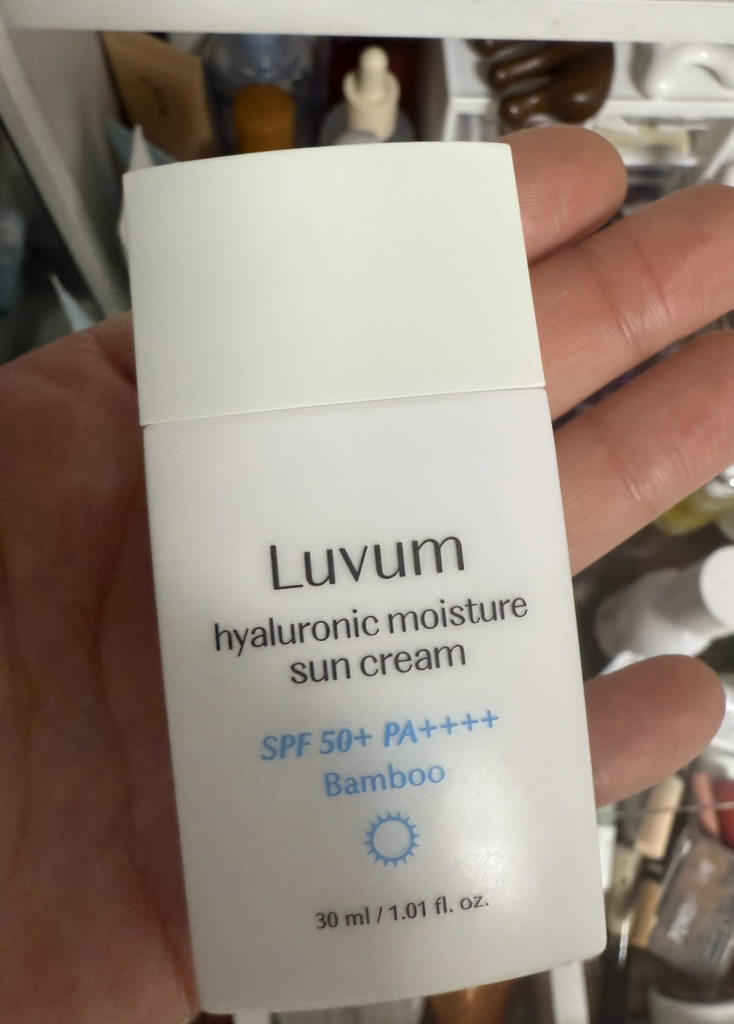 Luvum
hyaluronic moisture
sun cream
SPF 50+ PA++++
Bamboo
30 ml / 1.01 fl. oz.